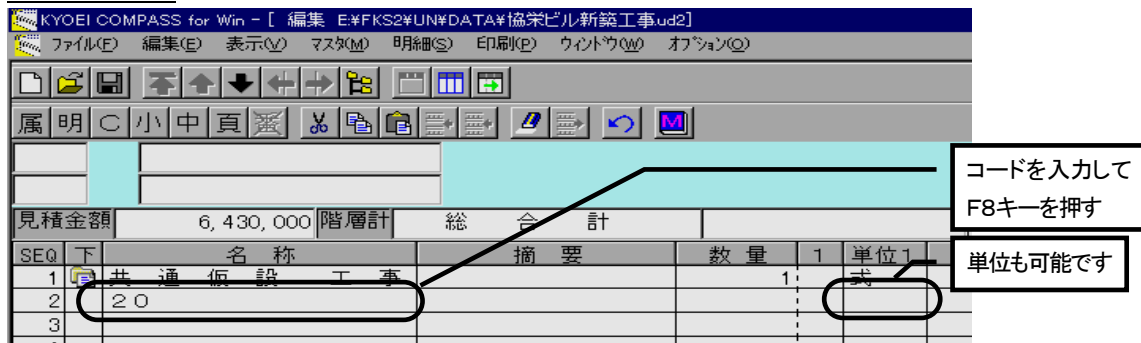 KYOEI COMPASS for Win - [ 編集 E:¥FKS2¥UN¥DATA¥協栄ビル新築工事.ud2]
ファイル(F) 編集(E) 表示(V) マスタ(M) 明細(S) 印刷(P) ウィンドウ(W) オプション(O)
属 明 C 小 中 頁 M
コードを入力して
F8キーを押す
見積金額 6,430,000 階層計 総 合 計
SEQ 下 名 称 摘 要 数 量 1 単位1
単位も可能です
1 共 通 仮 設 工 事 1 式
2 20
3